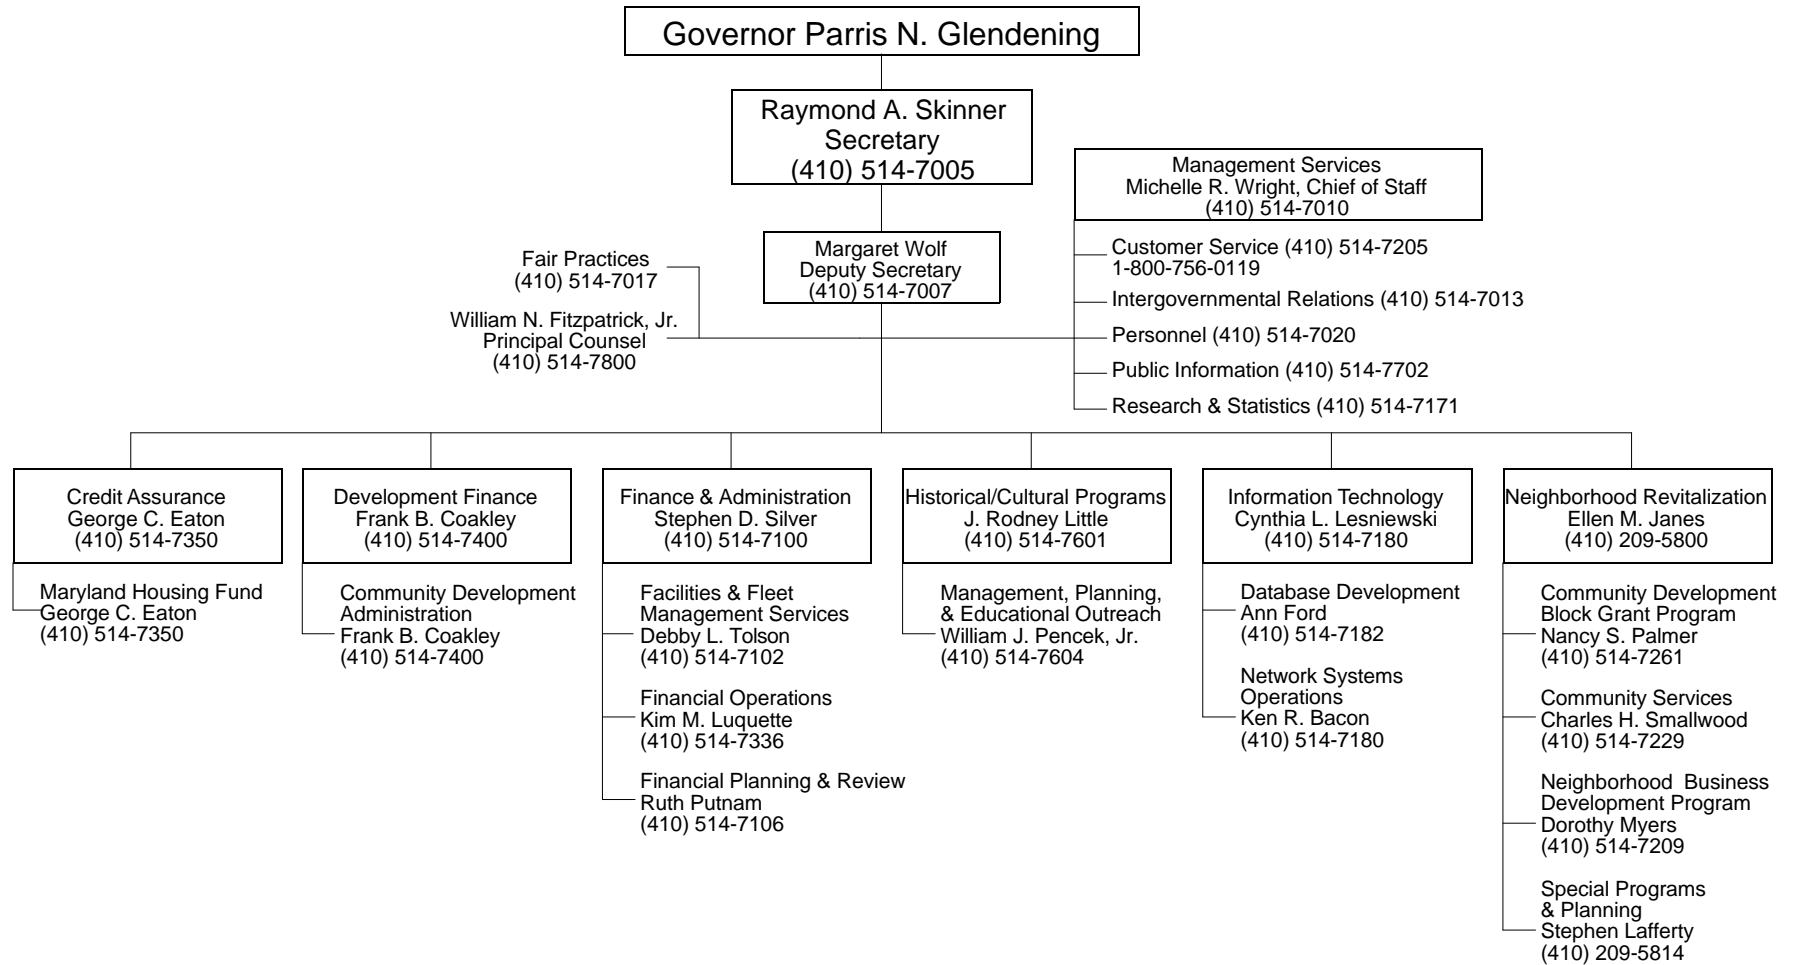 Governor Parris N. Glendening
Raymond A. Skinner
Secretary
(410) 514-7005
Management Services
Michelle R. Wright, Chief of Staff
(410) 514-7010
Margaret Wolf
Deputy Secretary
(410) 514-7007
Fair Practices
(410) 514-7017
William N. Fitzpatrick, Jr.
Principal Counsel
(410) 514-7800
Customer Service (410) 514-7205
1-800-756-0119
Intergovernmental Relations (410) 514-7013
Personnel (410) 514-7020
Public Information (410) 514-7702
Research & Statistics (410) 514-7171
Credit Assurance
George C. Eaton
(410) 514-7350
Maryland Housing Fund
George C. Eaton
(410) 514-7350
Development Finance
Frank B. Coakley
(410) 514-7400
Community Development
Administration
Frank B. Coakley
(410) 514-7400
Finance & Administration
Stephen D. Silver
(410) 514-7100
Facilities & Fleet
Management Services
Debby L. Tolson
(410) 514-7102
Financial Operations
Kim M. Luquette
(410) 514-7336
Financial Planning & Review
Ruth Putnam
(410) 514-7106
Historical/Cultural Programs
J. Rodney Little
(410) 514-7601
Management, Planning,
& Educational Outreach
William J. Pencek, Jr.
(410) 514-7604
Information Technology
Cynthia L. Lesniewski
(410) 514-7180
Database Development
Ann Ford
(410) 514-7182
Network Systems
Operations
Ken R. Bacon
(410) 514-7180
Neighborhood Revitalization
Ellen M. Janes
(410) 209-5800
Community Development
Block Grant Program
Nancy S. Palmer
(410) 514-7261
Community Services
Charles H. Smallwood
(410) 514-7229
Neighborhood Business
Development Program
Dorothy Myers
(410) 514-7209
Special Programs
& Planning
Stephen Lafferty
(410) 209-5814